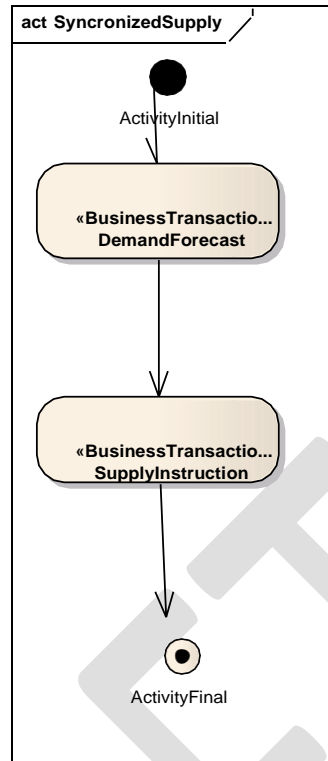 act SyncronizedSupply
ActivityInitial
«BusinessTransactio...
DemandForecast
«BusinessTransactio...
SupplyInstruction
ActivityFinal